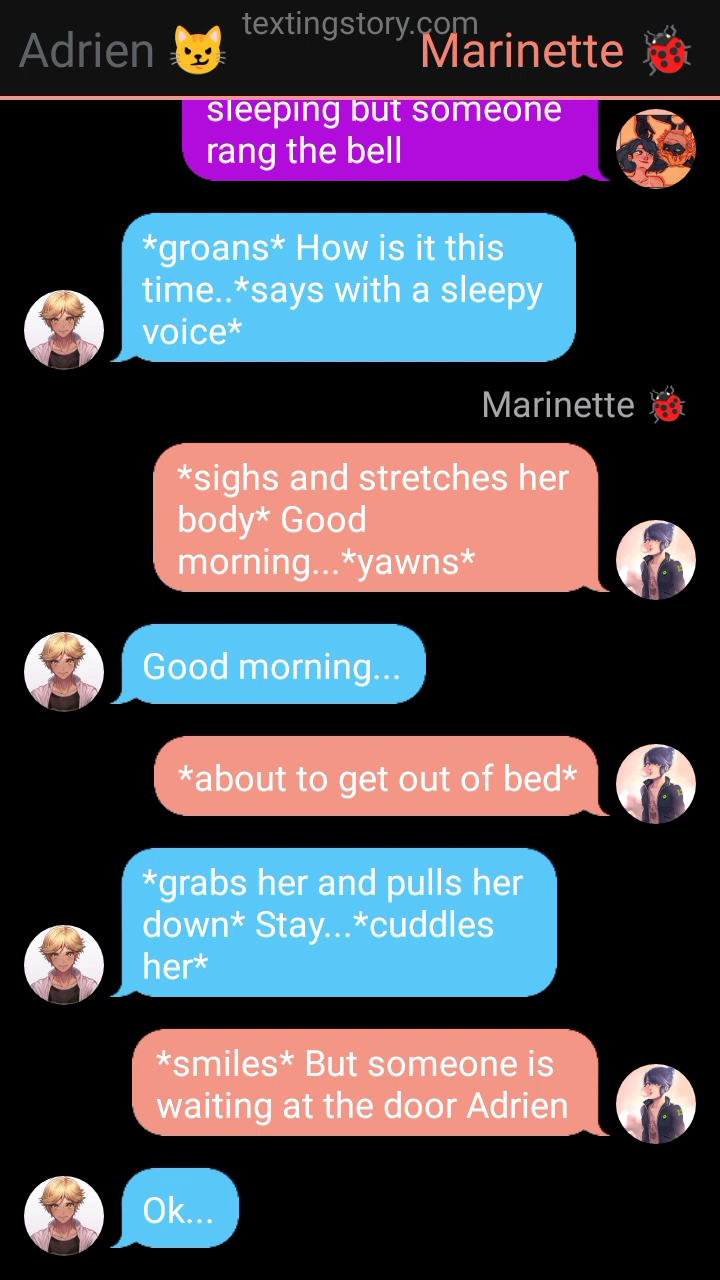 textingstory.com
Adrien 😼 Marinette 🐞
sleeping but someone
rang the bell
*groans* How is it this
time..*says with a sleepy
voice*
Marinette 🐞
*sighs and stretches her
body* Good
morning...*yawns*
Good morning...
*about to get out of bed*
*grabs her and pulls her
down* Stay...*cuddles
her*
*smiles* But someone is
waiting at the door Adrien
Ok...